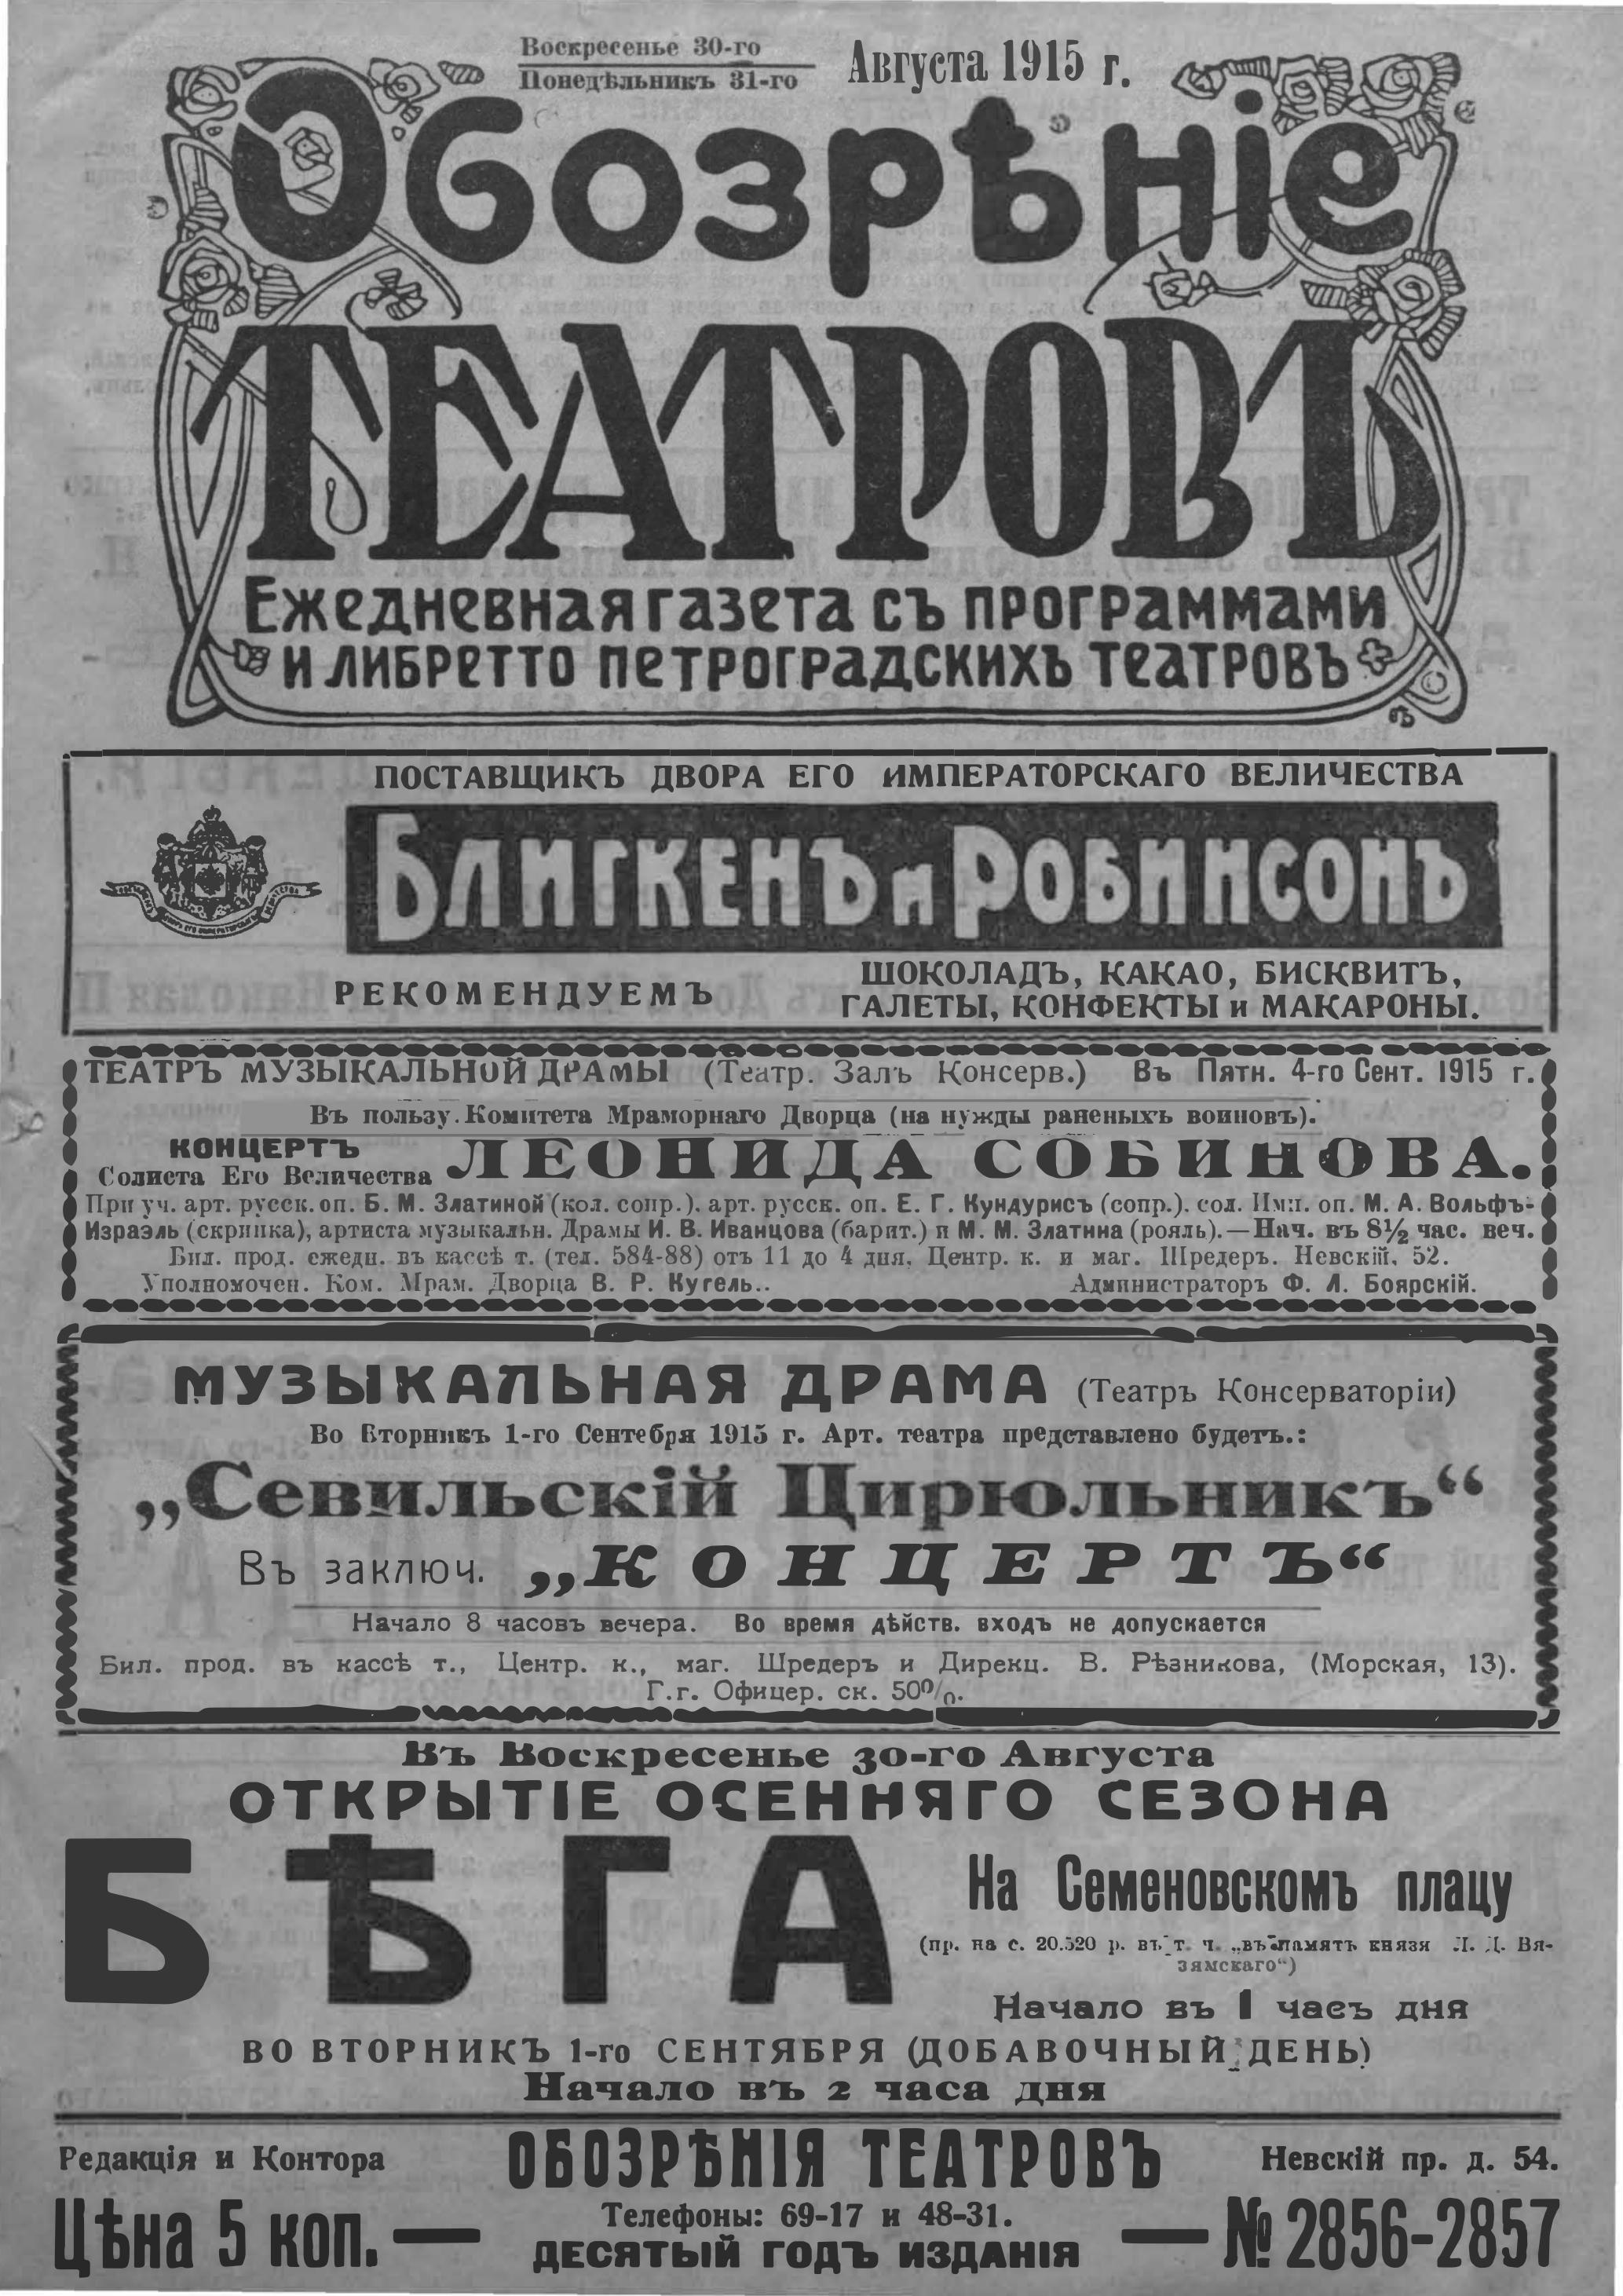 Воскресенье 30-го
Понедѣльникъ 31-го
Августа 1915 г.
Обозрѣніе
ТЕАТРОВЪ
Ежедневная газета съ программами
и либретто петроградскихъ театровъ
ПОСТАВЩИКЪ ДВОРА ЕГО ИМПЕРАТОРСКАГО ВЕЛИЧЕСТВА
БЛИГКЕНЪ и РОБИНСОНЪ
РЕКОМЕНДУЕМЪ
ШОКОЛАДЪ, КАКАО, БИСКВИТЪ,
ГАЛЕТЫ, КОНФЕКТЫ и МАКАРОНЫ.
ТЕАТРЪ МУЗЫКАЛЬНОЙ ДРАМЫ (Театр. Залъ Консерв.) Въ Пятн. 4-го Сент. 1915 г.
Въ пользу Комитета Мраморнаго Дворца (на нужды раненыхъ воиновъ).
КОНЦЕРТЪ
Солиста Его Величества
ЛЕОНИДА СОБИНОВА.
При уч. арт. русск. оп. Б. М. Златиной (кол. сопр.). арт. русск. оп. Е. Г. Кундурисъ (сопр.). сол. Имп. оп. М. А. Вольфъ-
Израэль (скрипка), артиста музыкальн. Драмы И. В. Иванцова (барит.) и М. М. Златина (рояль).—Нач. въ 8½ час. веч.
Бил. прод. ежедн. въ кассѣ т. (тел. 584-88) отъ 11 до 4 дня, Центр. к. и маг. Шредеръ. Невскій, 52.
Уполномочен. Ком. Мрам. Дворца В. Р. Кугель..
Администраторъ Ф. Л. Боярскій.
МУЗЫКАЛЬНАЯ ДРАМА (Театръ Консерваторіи)
Во Вторникъ 1-го Сентебря 1915 г. Арт. театра представлено будетъ.:
„Севильскій Цирюльникъ“
Въ заключ. „КОНЦЕРТЪ“
Начало 8 часовъ вечера. Во время дѣйств. входъ не допускается
Бил. прод. въ кассѣ т., Центр. к., маг. Шредеръ и Дирекц. В. Рѣзникова, (Морская, 13).
Г.г. Офицер. ск. 50%.
Въ Воскресенье 30-го Августа
ОТКРЫТІЕ ОСЕННЯГО СЕЗОНА
БѢГА
На Семеновскомъ плацу
(пр. на с. 20.520 р. въ т. ч. „въ памятъ князя Л. Д. Вя-
зямскаго“)
Начало въ 1 часъ дня
ВО ВТОРНИКЪ 1-го СЕНТЯБРЯ (ДОБАВОЧНЫЙ ДЕНЬ)
Начало въ 2 часа дня
Редакція и Контора
ОБОЗРѢНІЯ ТЕАТРОВЪ
Невскій пр. д. 54.
Цѣна 5 коп. —
Телефоны: 69-17 и 48-31.
ДЕСЯТЫЙ ГОДЪ ИЗДАНІЯ
— № 2856-2857